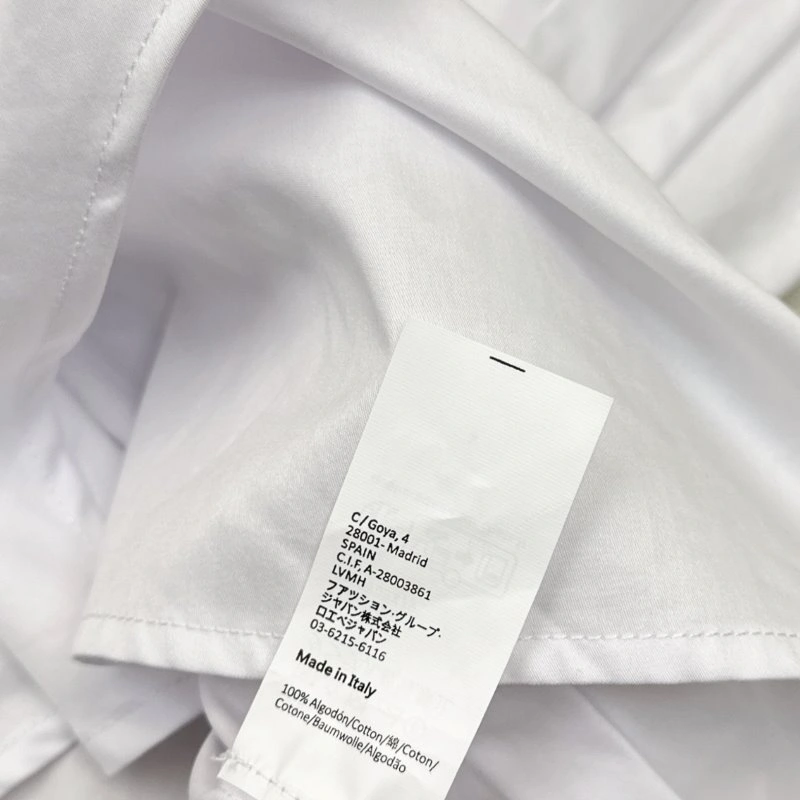 C/Goya, 4
28001- Madrid
SPAIN
C.I.F. A-28003861
LVMH
ファッション・グループ・
ジャパン株式会社
ロエベジャパン
03-6215-6116
Made in Italy
100% Algodón/Cotton/綿/Coton/
Cotone/Baumwolle/Algodão